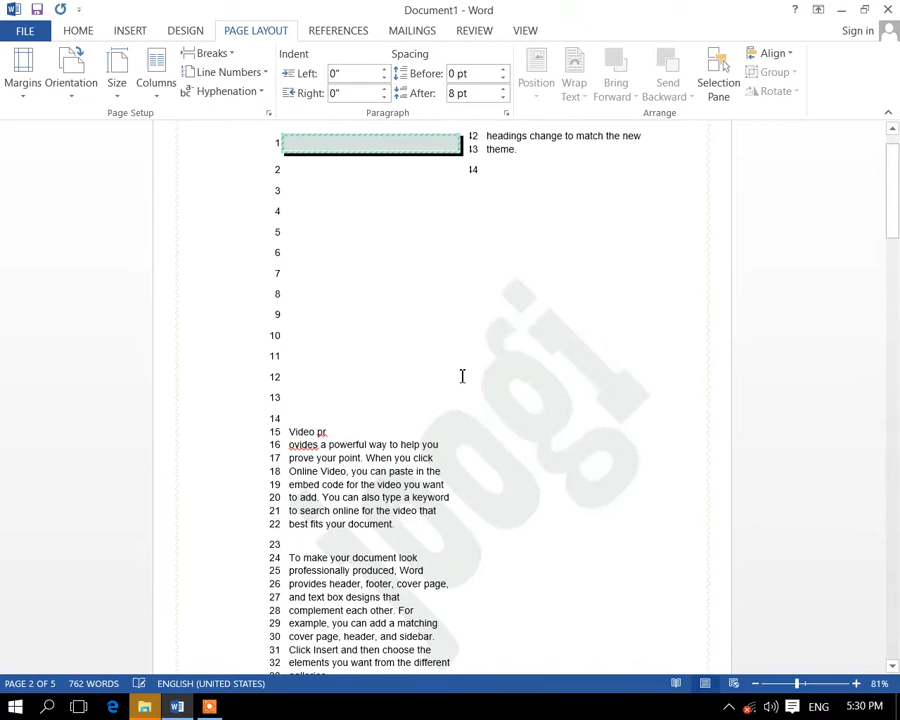 Document1 - Word
? 
Sign in
FILE HOME INSERT DESIGN PAGE LAYOUT REFERENCES MAILINGS REVIEW VIEW
Margins Orientation Size Columns
Breaks
Line Numbers
Hyphenation
Page Setup
Indent Spacing
Left: 0" Before: 0 pt
Right: 0" After: 8 pt
Paragraph
Position
Wrap Text
Bring Forward
Send Backward
Selection Pane
Align
Group
Rotate
Arrange
1
2
3
4
5
6
7
8
9
10
11
12
13
14
15 Video pr
16 ovides a powerful way to help you
17 prove your point. When you click
18 Online Video, you can paste in the
19 embed code for the video you want
20 to add. You can also type a keyword
21 to search online for the video that
22 best fits your document.
23
24 To make your document look
25 professionally produced, Word
26 provides header, footer, cover page,
27 and text box designs that
28 complement each other. For
29 example, you can add a matching
30 cover page, header, and sidebar.
31 Click Insert and then choose the
32 elements you want from the different
42 headings change to match the new
43 theme.
44
PAGE 2 OF 5 762 WORDS ENGLISH (UNITED STATES) 81%
ENG 5:30 PM